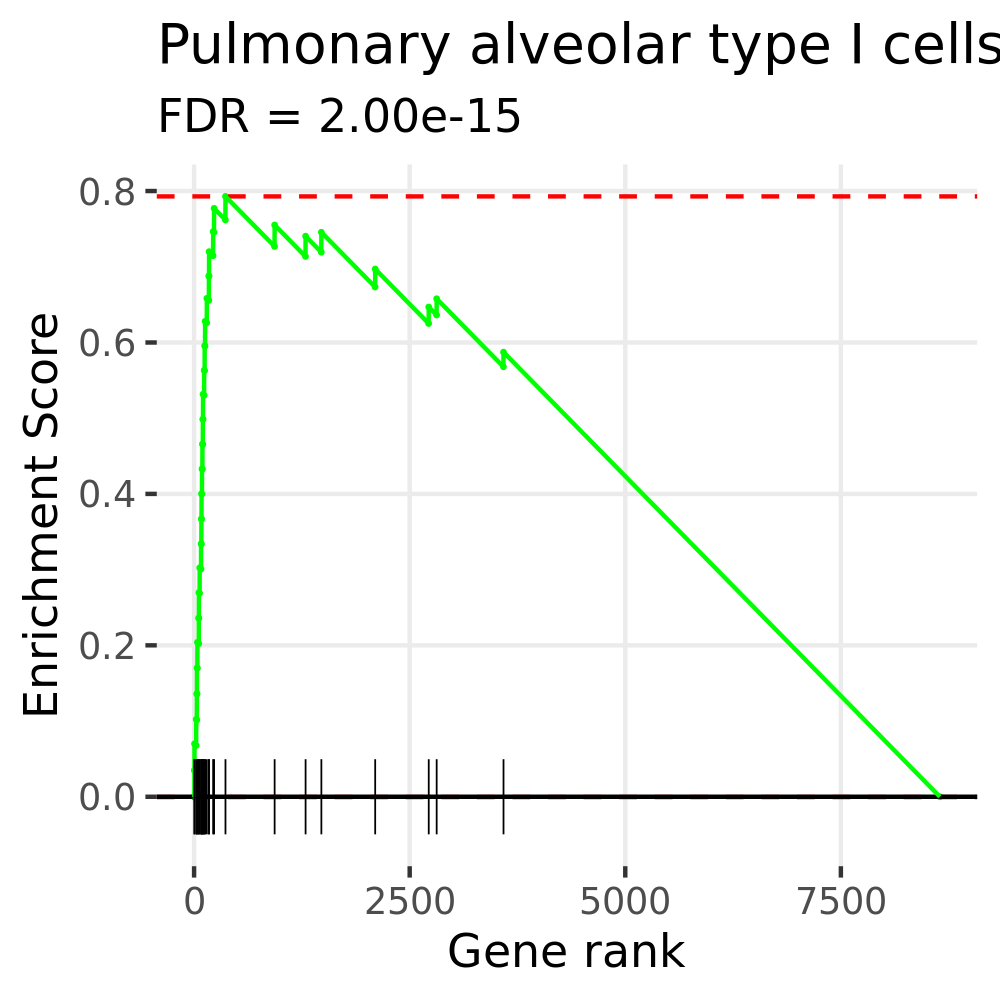 Pulmonary alveolar type I cells
FDR = 2.00e-15
Enrichment Score
0.8
0.6
0.4
0.2
0.0
0 2500 5000 7500
Gene rank